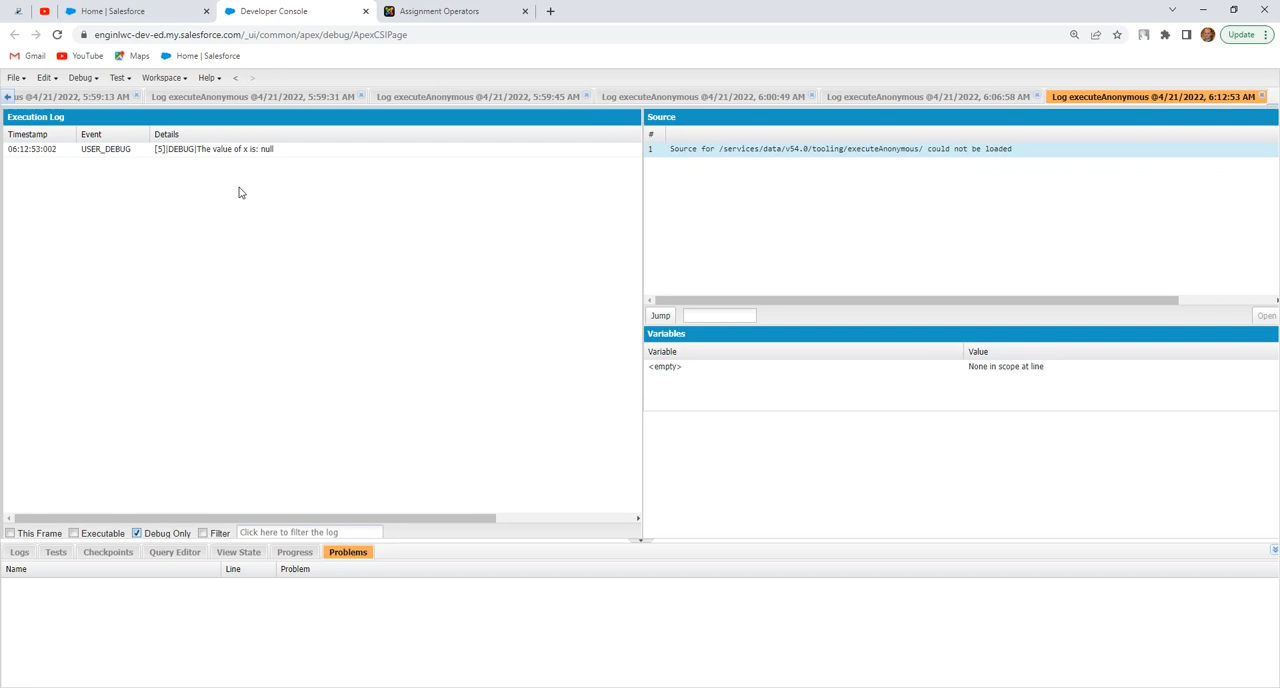 Home | Salesforce
Developer Console
Assignment Operators
enginlwc-dev-ed.my.salesforce.com/_ui/common/apex/debug/ApexCSIPage
Update
Gmail YouTube Maps Home | Salesforce
File Edit Debug Test Workspace Help < >
us @4/21/2022, 5:59:13 AM Log executeAnonymous @4/21/2022, 5:59:31 AM Log executeAnonymous @4/21/2022, 5:59:45 AM Log executeAnonymous @4/21/2022, 6:00:49 AM Log executeAnonymous @4/21/2022, 6:06:58 AM Log executeAnonymous @4/21/2022, 6:12:53 AM
Execution Log
Timestamp Event Details
06:12:53:002 USER_DEBUG [5]|DEBUG|The value of x is: null
Source
#
1 Source for /services/data/v54.0/tooling/executeAnonymous/ could not be loaded
Jump Open
Variables
Variable Value
<empty> None in scope at line
This Frame Executable Debug Only Filter Click here to filter the log
Logs Tests Checkpoints Query Editor View State Progress Problems
Name Line Problem